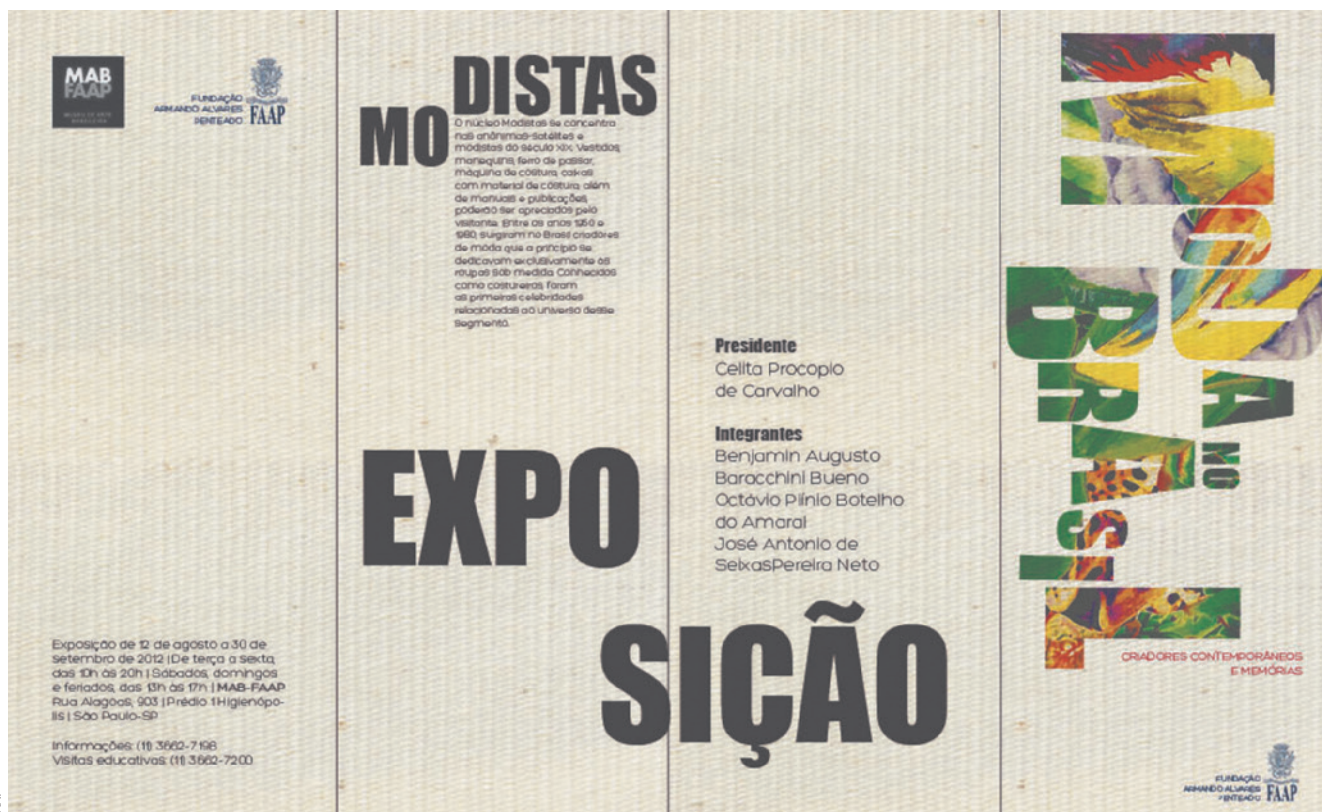 MAB
FAAP
MUSEU DE ARTE
BRASILEIRA
FUNDAÇÃO
ARMANDO ALVARES
PENTEADO
FAAP
Exposição de 12 de agosto a 30 de
setembro de 2012 | De terça a sexta,
das 10h às 20h | Sábados, domingos
e feriados, das 13h às 17h | MAB-FAAP
Rua Alagoas, 903 | Prédio 1 Higienópo-
lis | São Paulo-SP
Informações: (11) 3662-7198
Visitas educativas: (11) 3662-7200
MO
DISTAS
O núcleo Modistas se concentra
nas anônimas-satélites e
modistas do século XIX. Vestidos,
manequins, ferro de passar,
máquina de costura, caixas
com material de costura, além
de manuais e publicações,
poderão ser apreciados pelo
visitante. Entre os anos 1950 e
1980, surgiram no Brasil criadores
de moda que a princípio se
dedicavam exclusivamente às
roupas sob medida. Conhecidos
como costureiros, foram
as primeiras celebridades
relacionadas ao universo desse
segmento.
EXPO
SIÇÃO
Presidente
Celita Procopio
de Carvalho
Integrantes
Benjamin Augusto
Baracchini Bueno
Octávio Plínio Botelho
do Amaral
José Antonio de
SeixasPereira Neto
MODA
NO
BRASIL
CRIADORES CONTEMPORÂNEOS
E MEMÓRIAS
FUNDAÇÃO
ARMANDO ALVARES
PENTEADO
FAAP